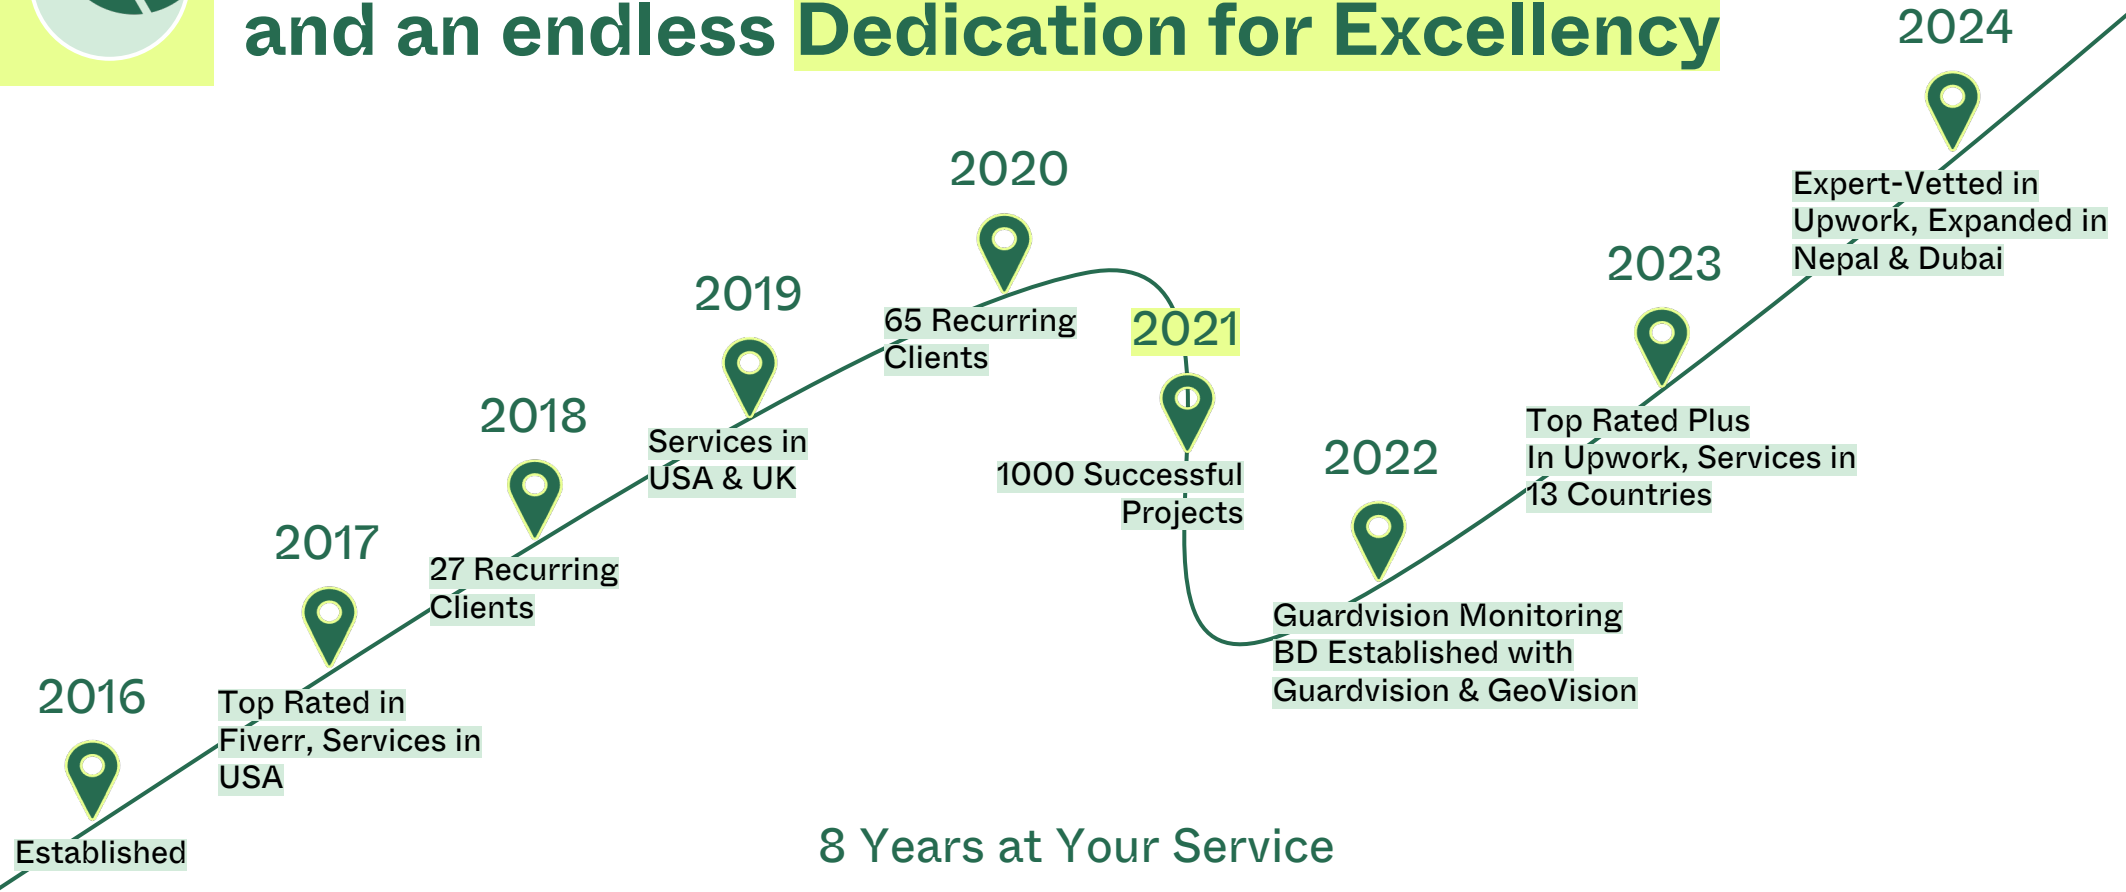 and an endless Dedication for Excellency
2016
Established
2017
Top Rated in
Fiverr, Services in
USA
2018
27 Recurring
Clients
2019
Services in
USA & UK
2020
65 Recurring
Clients
2021
1000 Successful
Projects
2022
Guardvision Monitoring
BD Established with
Guardvision & GeoVision
2023
Top Rated Plus
In Upwork, Services in
13 Countries
2024
Expert-Vetted in
Upwork, Expanded in
Nepal & Dubai
8 Years at Your Service